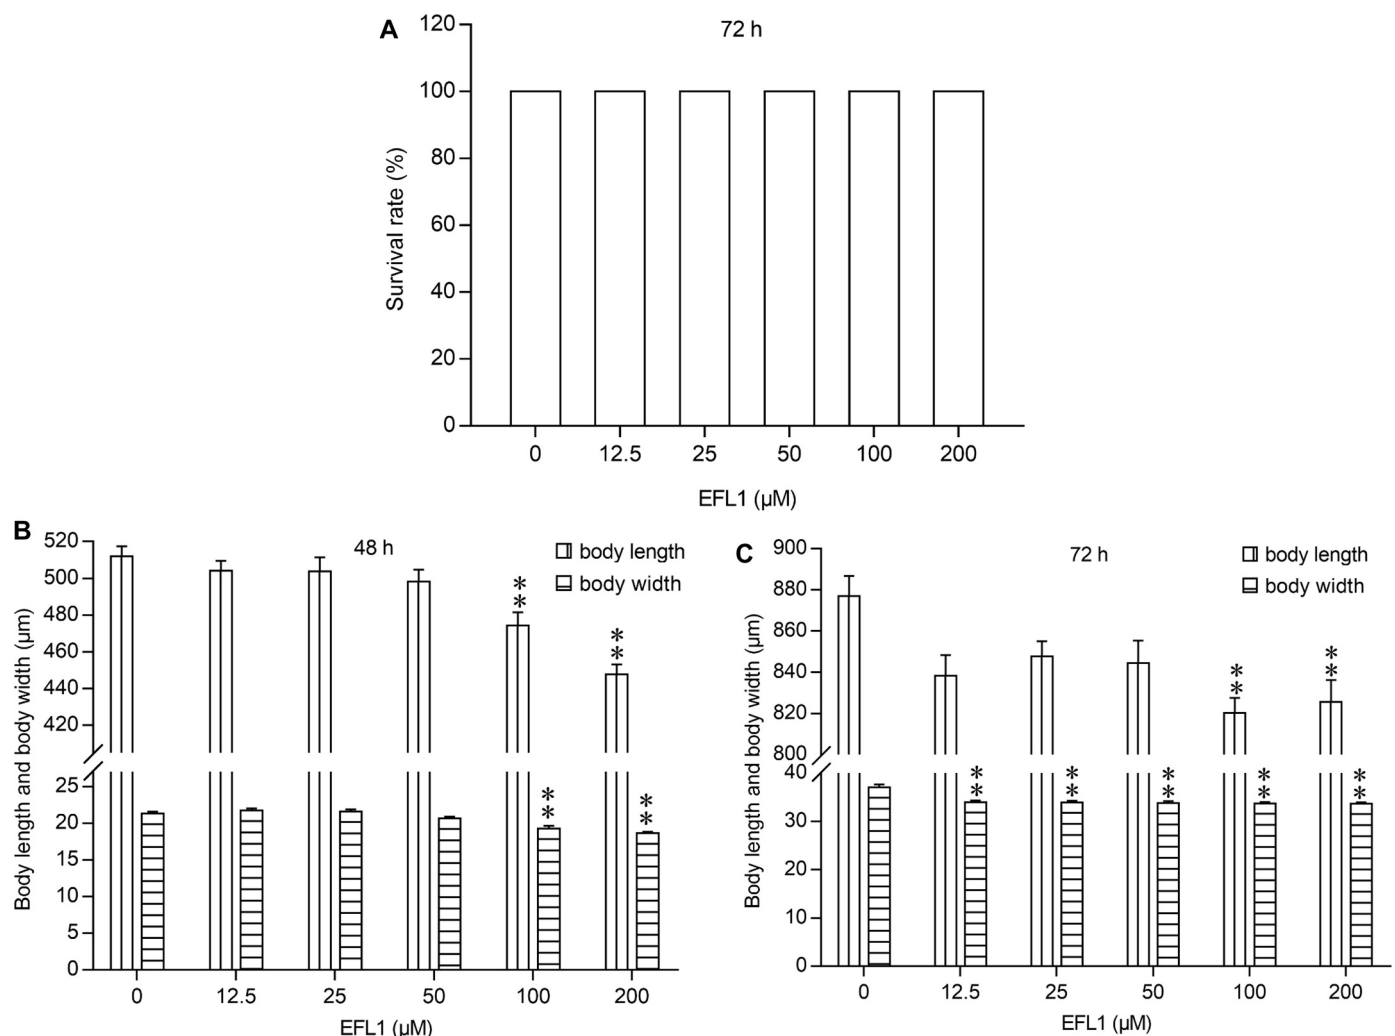 A
72 h
120
100
80
60
40
20
0
Survival rate (%)
0 12.5 25 50 100 200
EFL1 (µM)
B
48 h
body length
body width
520
500
480
460
440
420
25
20
15
10
5
0
Body length and body width (µm)
** **
** **
0 12.5 25 50 100 200
EFL1 (µM)
C
72 h
body length
body width
900
880
860
840
820
800
40
30
20
10
0
Body length and body width (µm)
** **
** ** ** ** **
0 12.5 25 50 100 200
EFL1 (µM)